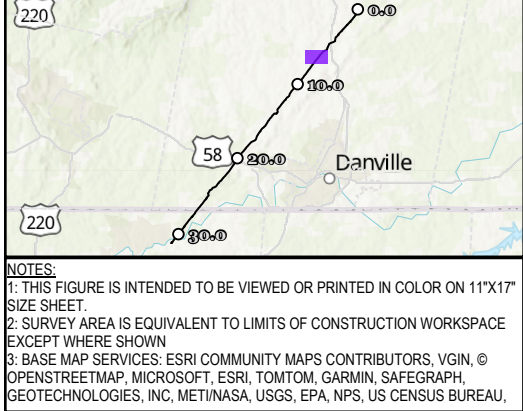 220
0.0
10.0
58
20.0
Danville
220
30.0
NOTES:
1: THIS FIGURE IS INTENDED TO BE VIEWED OR PRINTED IN COLOR ON 11"X17"
SIZE SHEET.
2: SURVEY AREA IS EQUIVALENT TO LIMITS OF CONSTRUCTION WORKSPACE
EXCEPT WHERE SHOWN
3: BASE MAP SERVICES: ESRI COMMUNITY MAPS CONTRIBUTORS, VGIN, ©
OPENSTREETMAP, MICROSOFT, ESRI, TOMTOM, GARMIN, SAFEGRAPH,
GEOTECHNOLOGIES, INC, METI/NASA, USGS, EPA, NPS, US CENSUS BUREAU,